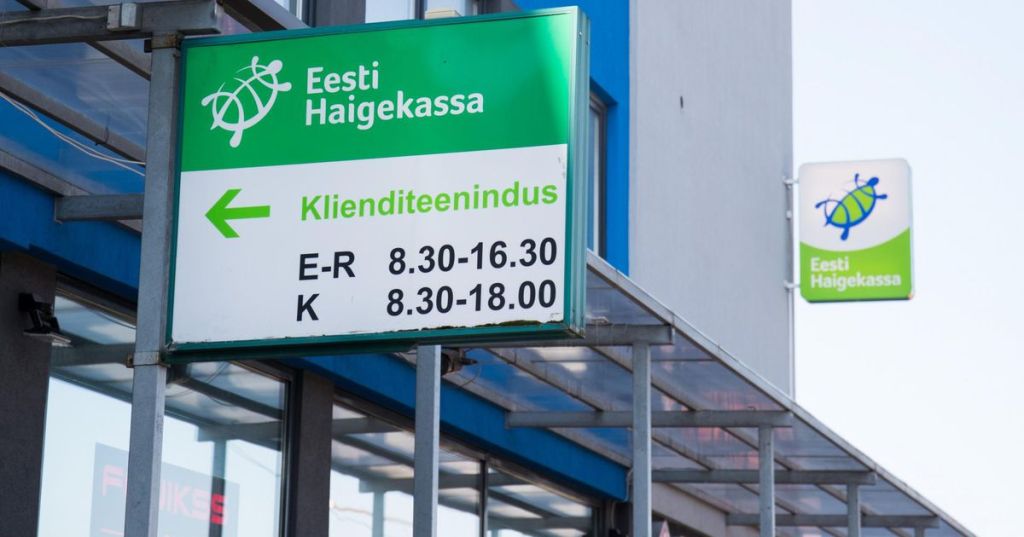 Eesti
Haigekassa
Klienditeenindus
E-R 8.30-16.30
K 8.30-18.00
Eesti
Haigekassa